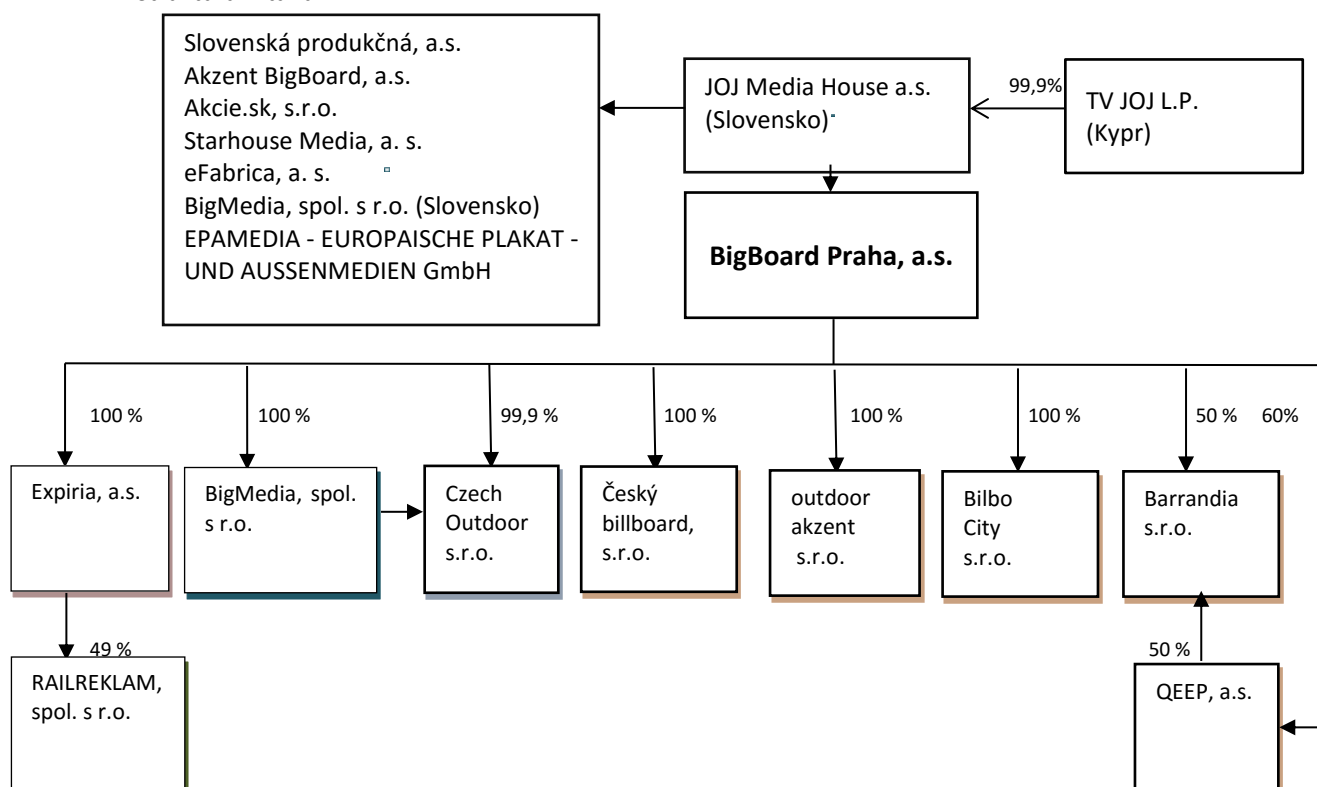 Slovenská produkčná, a.s.
Akzent BigBoard, a.s.
Akcie.sk, s.r.o.
Starhouse Media, a. s.
eFabrica, a. s.
BigMedia, spol. s r.o. (Slovensko)
EPAMEDIA - EUROPAISCHE PLAKAT -
UND AUSSENMEDIEN GmbH
JOJ Media House a.s.
(Slovensko)
99,9%
TV JOJ L.P.
(Kypr)
BigBoard Praha, a.s.
100 %
100 %
99,9 %
100 %
100 %
100 %
50 %
60%
Expiria, a.s.
BigMedia, spol.
s r.o.
Czech
Outdoor
s.r.o.
Český
billboard,
s.r.o.
outdoor
akzent
s.r.o.
Bilbo
City
s.r.o.
Barrandia
s.r.o.
49 %
50 %
RAILREKLAM,
spol. s r.o.
QEEP, a.s.